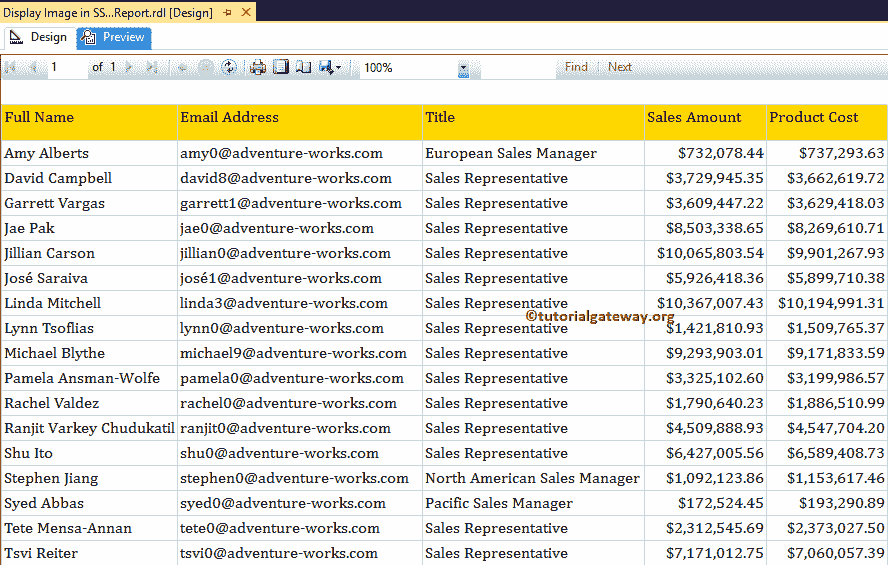 Display Image in SS...Report.rdl [Design]
Design Preview
1 of 1 100% Find Next
Full Name Email Address Title Sales Amount Product Cost
Amy Alberts amy0@adventure-works.com European Sales Manager $732,078.44 $737,293.63
David Campbell david8@adventure-works.com Sales Representative $3,729,945.35 $3,662,619.72
Garrett Vargas garrett1@adventure-works.com Sales Representative $3,609,447.22 $3,629,418.03
Jae Pak jae0@adventure-works.com Sales Representative $8,503,338.65 $8,269,610.71
Jillian Carson jillian0@adventure-works.com Sales Representative $10,065,803.54 $9,901,267.93
José Saraiva josé1@adventure-works.com Sales Representative $5,926,418.36 $5,899,710.38
Linda Mitchell linda3@adventure-works.com Sales Representative $10,367,007.43 $10,194,991.31
©tutorialgateway.org
Lynn Tsoflias lynn0@adventure-works.com Sales Representative $1,421,810.93 $1,509,765.37
Michael Blythe michael9@adventure-works.com Sales Representative $9,293,903.01 $9,171,833.59
Pamela Ansman-Wolfe pamela0@adventure-works.com Sales Representative $3,325,102.60 $3,199,986.57
Rachel Valdez rachel0@adventure-works.com Sales Representative $1,790,640.23 $1,886,510.99
Ranjit Varkey Chudukatil ranjit0@adventure-works.com Sales Representative $4,509,888.93 $4,547,704.20
Shu Ito shu0@adventure-works.com Sales Representative $6,427,005.56 $6,589,408.73
Stephen Jiang stephen0@adventure-works.com North American Sales Manager $1,092,123.86 $1,153,617.46
Syed Abbas syed0@adventure-works.com Pacific Sales Manager $172,524.45 $193,290.89
Tete Mensa-Annan tete0@adventure-works.com Sales Representative $2,312,545.69 $2,373,027.50
Tsvi Reiter tsvi0@adventure-works.com Sales Representative $7,171,012.75 $7,060,057.39